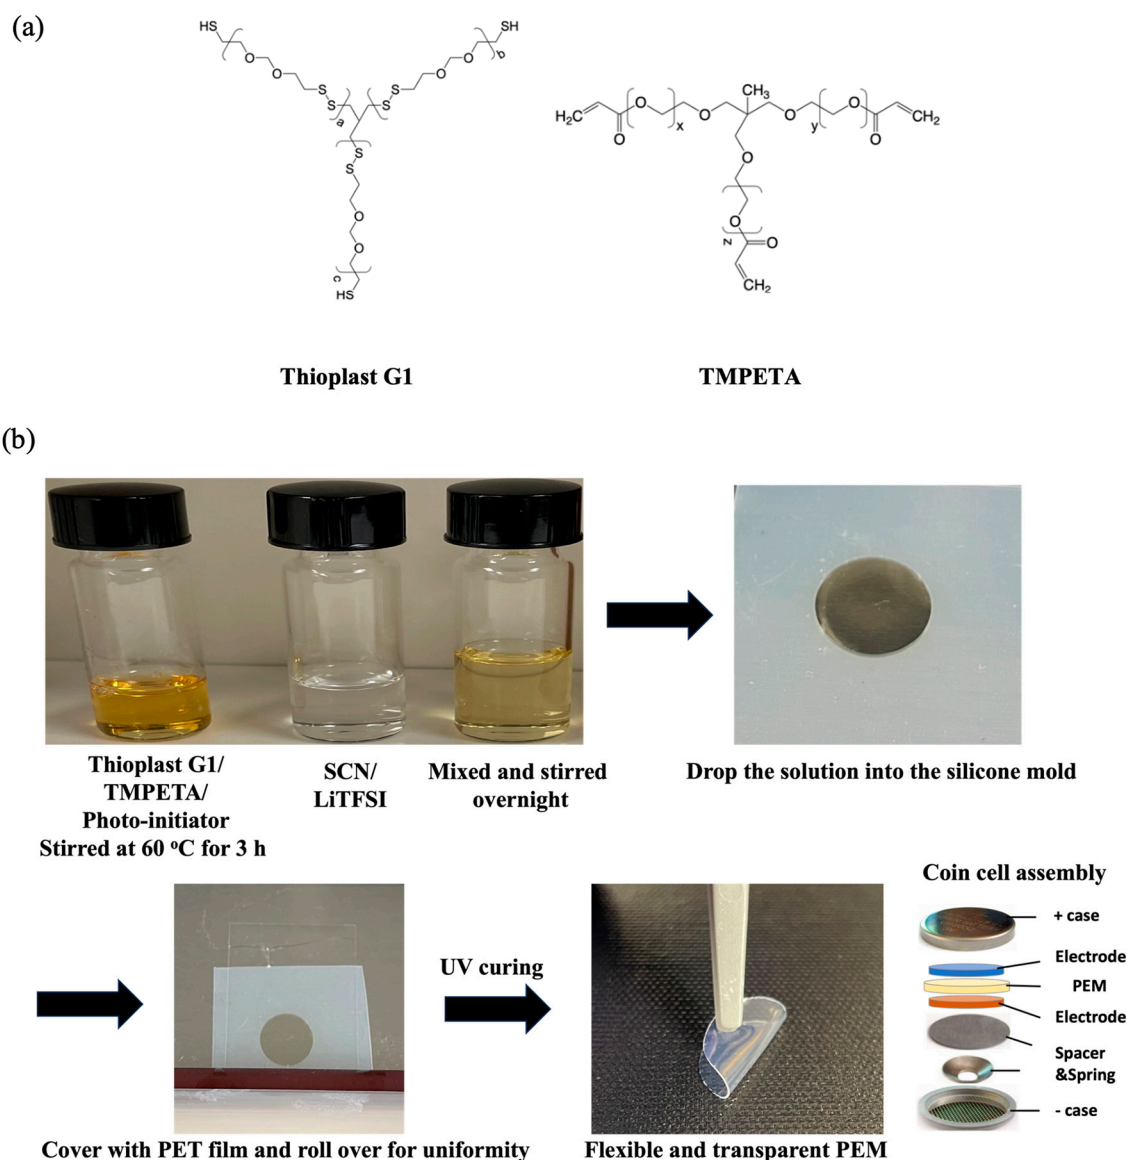 (a)
HS
SH
O
O
S
S
a
S
S
O
O
b
S
S
O
O
c
HS
H₂C
O
O
x
O
CH₃
O
y
O
O
CH₂
O
O
z
O
CH₂
Thioplast G1
TMPETA
(b)
Thioplast G1/
TMPETA/
Photo-initiator
Stirred at 60 °C for 3 h
SCN/
LiTFSI
Mixed and stirred
overnight
Drop the solution into the silicone mold
Cover with PET film and roll over for uniformity
UV curing
Flexible and transparent PEM
Coin cell assembly
+ case
Electrode
PEM
Electrode
Spacer
&Spring
- case